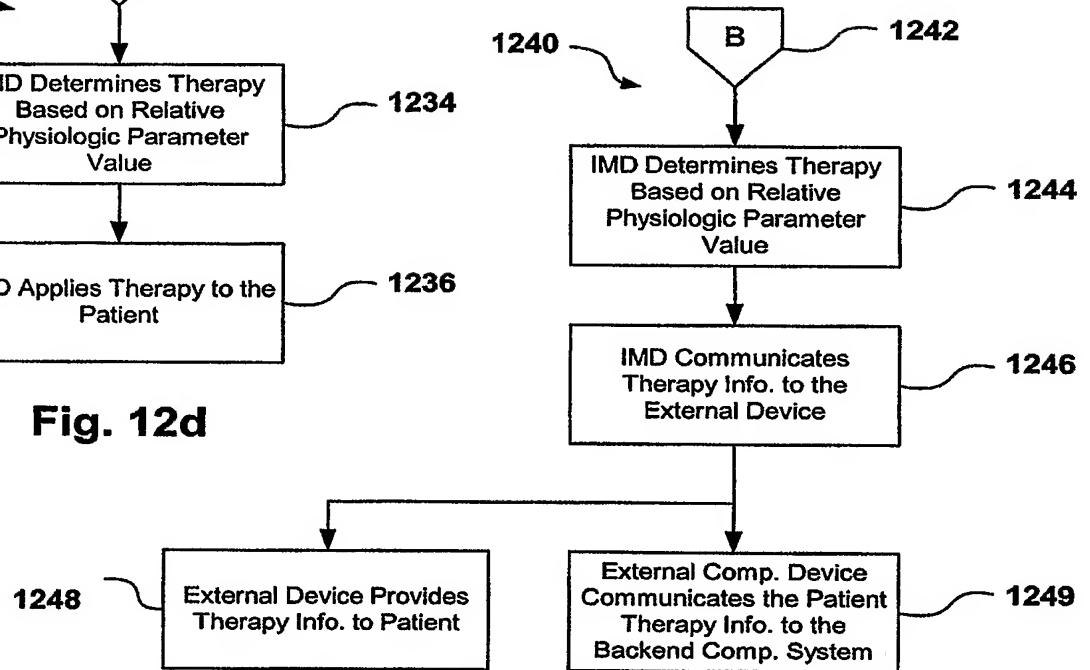 Determines Therapy
Based on Relative
Physiologic Parameter
Value
1234
Applies Therapy to the
Patient
1236
Fig. 12d
1240
B
1242
IMD Determines Therapy
Based on Relative
Physiologic Parameter
Value
1244
IMD Communicates
Therapy Info. to the
External Device
1246
1248
External Device Provides
Therapy Info. to Patient
External Comp. Device
Communicates the Patient
Therapy Info. to the
Backend Comp. System
1249